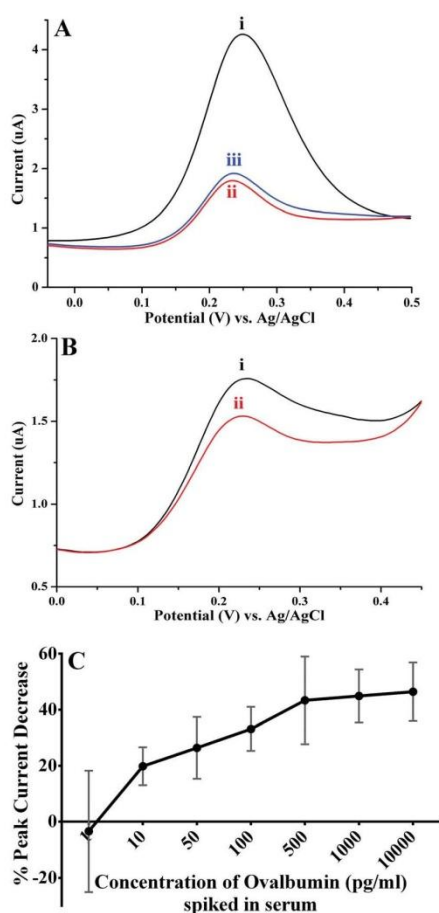 A
i
iii
ii
4
3
2
1
0
Current (uA)
0.0 0.1 0.2 0.3 0.4 0.5
Potential (V) vs. Ag/AgCl
B
i
ii
2.0
1.5
1.0
0.5
Current (uA)
0.0 0.1 0.2 0.3 0.4
Potential (V) vs. Ag/AgCl
C
60
40
20
0
-20
% Peak Current Decrease
10 50 100 500 1000 10000
Concentration of Ovalbumin (pg/ml)
spiked in serum